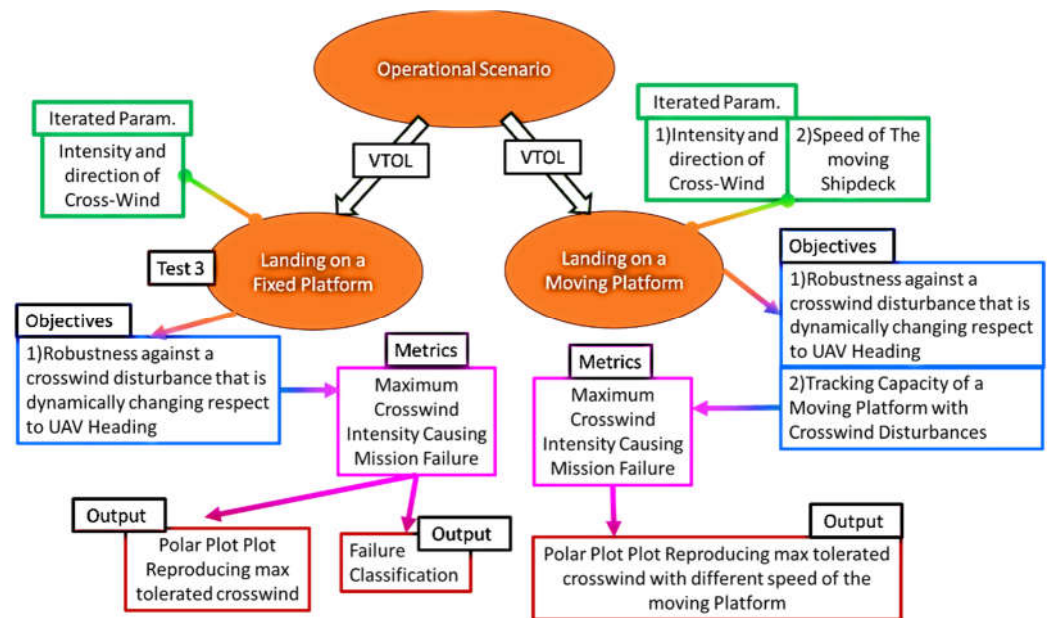 Operational Scenario
VTOL
VTOL
Iterated Param.
Intensity and
direction of
Cross-Wind
Iterated Param.
1)Intensity and
direction of
Cross-Wind
2)Speed of The
moving
Shipdeck
Test 3
Landing on a
Fixed Platform
Landing on a
Moving Platform
Objectives
1)Robustness against a
crosswind disturbance that is
dynamically changing respect
to UAV Heading
Metrics
Maximum
Crosswind
Intensity Causing
Mission Failure
Output
Polar Plot Plot
Reproducing max
tolerated crosswind
Output
Failure
Classification
Objectives
1)Robustness against a
crosswind disturbance that is
dynamically changing respect
to UAV Heading
2)Tracking Capacity of a
Moving Platform with
Crosswind Disturbances
Metrics
Maximum
Crosswind
Intensity Causing
Mission Failure
Output
Polar Plot Plot Reproducing max tolerated
crosswind with different speed of the
moving Platform